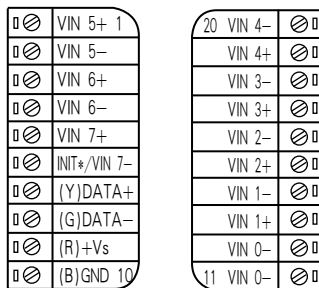 VIN 5+ 1
VIN 5-
VIN 6+
VIN 6-
VIN 7+
INIT*/VIN 7-
(Y)DATA+
(G)DATA-
(R)+Vs
(B)GND 10
20 VIN 4-
VIN 4+
VIN 3-
VIN 3+
VIN 2-
VIN 2+
VIN 1-
VIN 1+
VIN 0-
11 VIN 0-